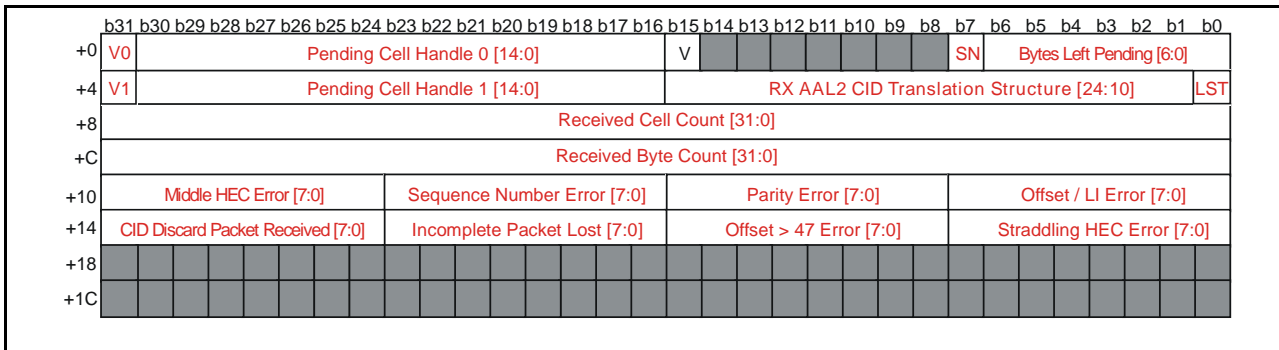 b31 b30 b29 b28 b27 b26 b25 b24 b23 b22 b21 b20 b19 b18 b17 b16 b15 b14 b13 b12 b11 b10 b9 b8 b7 b6 b5 b4 b3 b2 b1 b0
+0 V0 Pending Cell Handle 0 [14:0] V SN Bytes Left Pending [6:0]
+4 V1 Pending Cell Handle 1 [14:0] RX AAL2 CID Translation Structure [24:10] LST
+8 Received Cell Count [31:0]
+C Received Byte Count [31:0]
+10 Middle HEC Error [7:0] Sequence Number Error [7:0] Parity Error [7:0] Offset / LI Error [7:0]
+14 CID Discard Packet Received [7:0] Incomplete Packet Lost [7:0] Offset > 47 Error [7:0] Straddling HEC Error [7:0]
+18
+1C